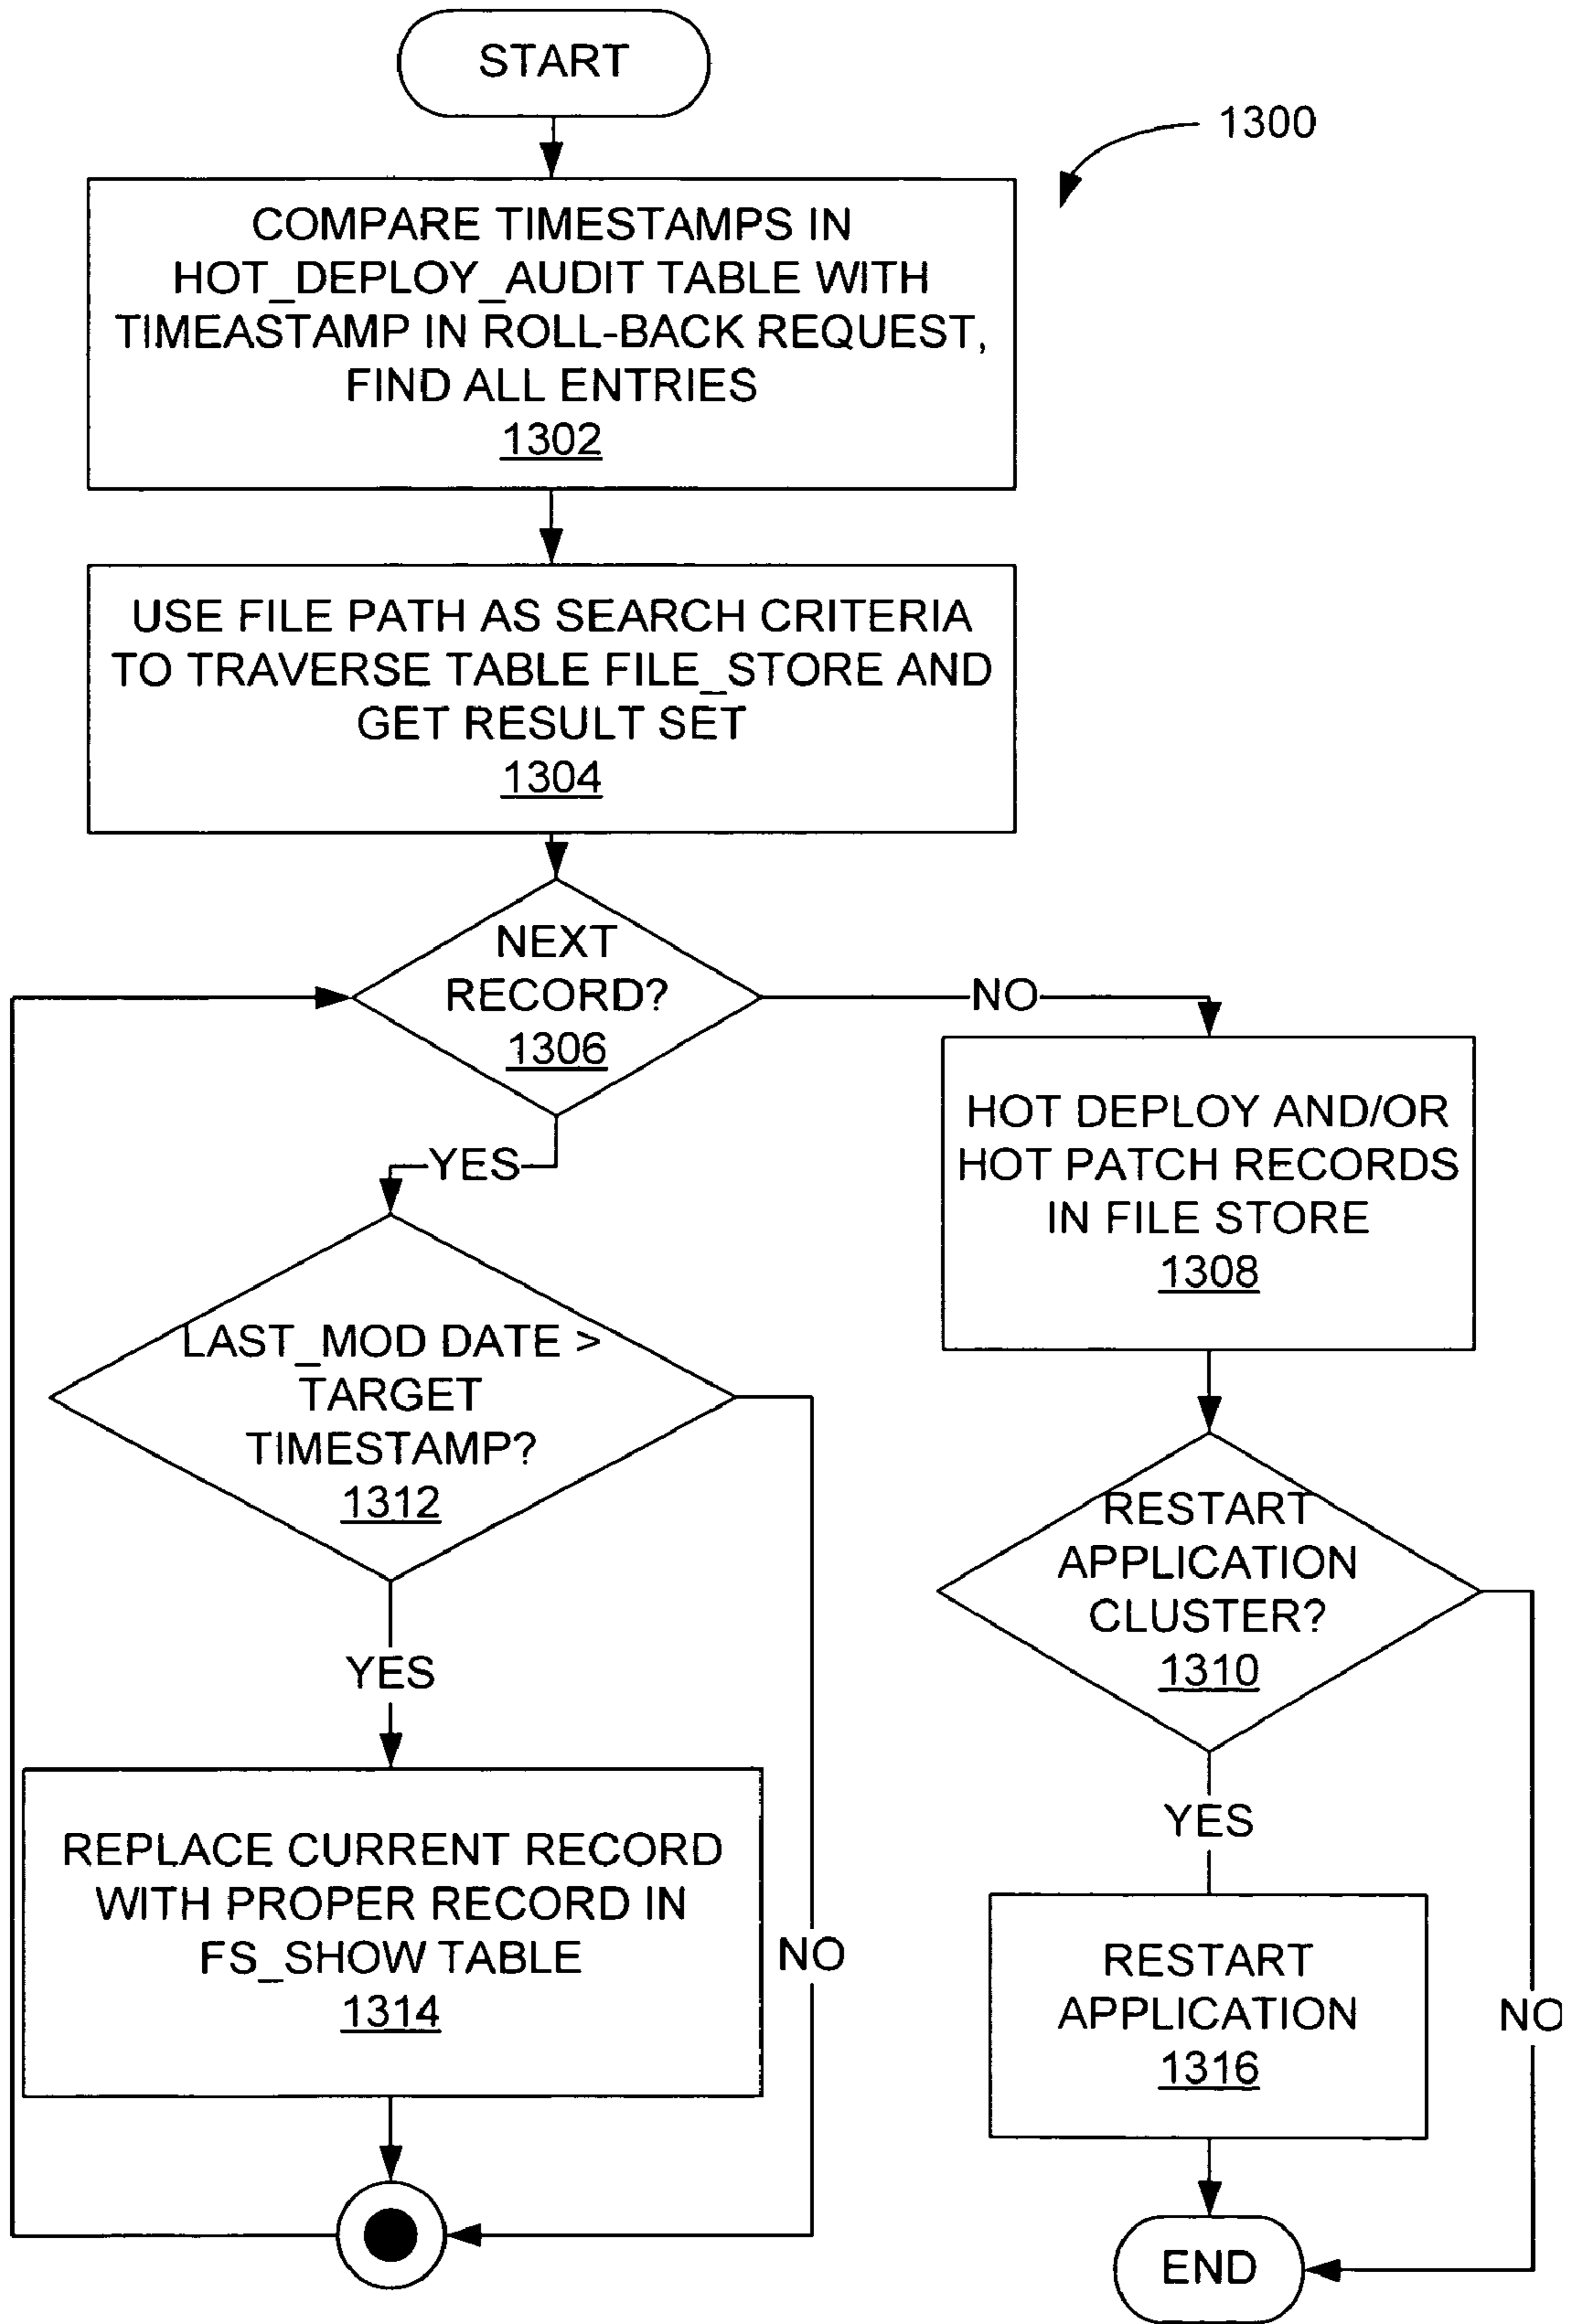 START
1300
COMPARE TIMESTAMPS IN
HOT_DEPLOY_AUDIT TABLE WITH
TIMEASTAMP IN ROLL-BACK REQUEST,
FIND ALL ENTRIES
1302
USE FILE PATH AS SEARCH CRITERIA
TO TRAVERSE TABLE FILE_STORE AND
GET RESULT SET
1304
NEXT
RECORD?
1306
NO
YES
HOT DEPLOY AND/OR
HOT PATCH RECORDS
IN FILE STORE
1308
LAST_MOD DATE >
TARGET
TIMESTAMP?
1312
RESTART
APPLICATION
CLUSTER?
1310
YES
YES
REPLACE CURRENT RECORD
WITH PROPER RECORD IN
FS_SHOW TABLE
1314
NO
RESTART
APPLICATION
1316
NO
END